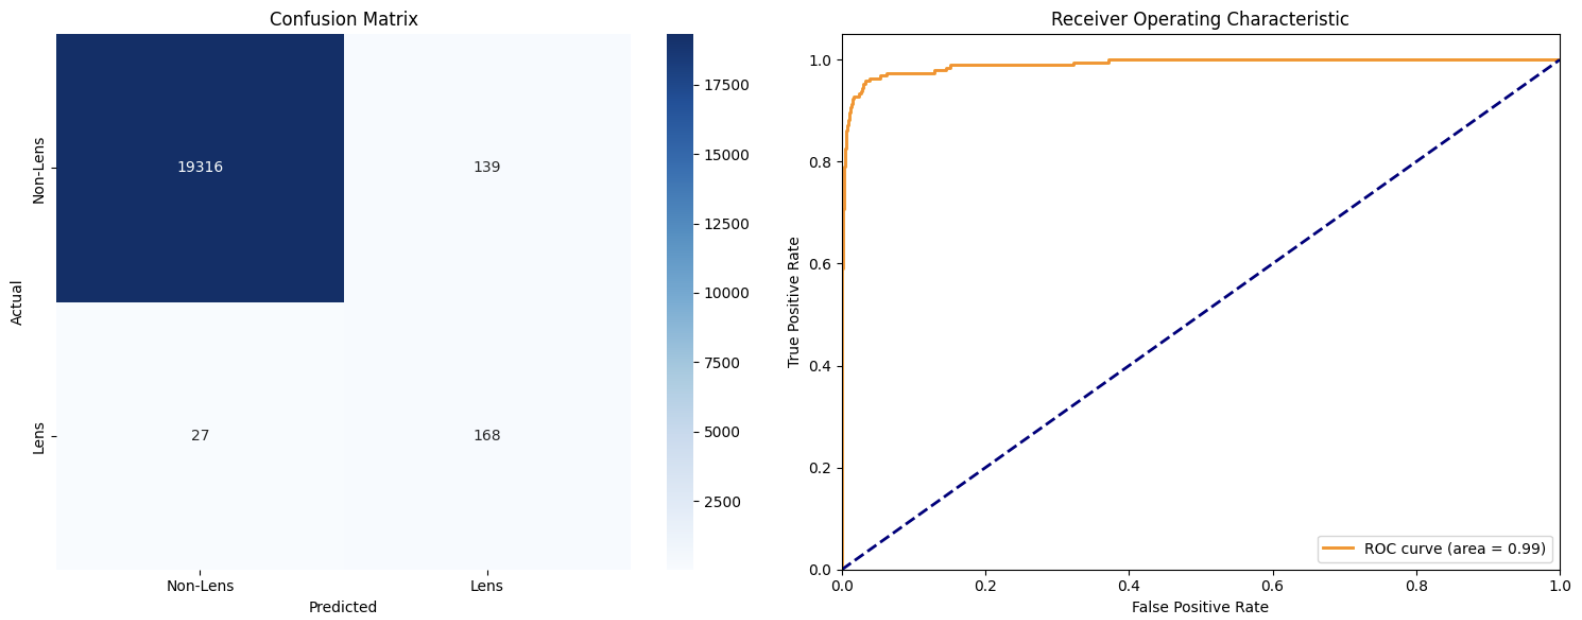 Confusion Matrix
Actual
Non-Lens
Lens
19316
139
27
168
Non-Lens
Lens
Predicted
17500
15000
12500
10000
7500
5000
2500
Receiver Operating Characteristic
True Positive Rate
1.0
0.8
0.6
0.4
0.2
0.0
ROC curve (area = 0.99)
0.0
0.2
0.4
0.6
0.8
1.0
False Positive Rate